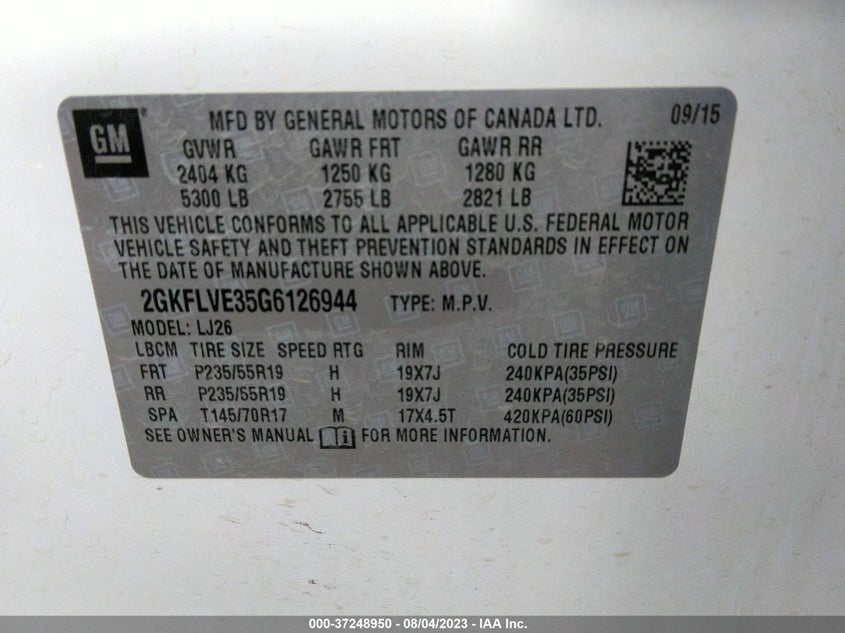 GM ® MFD BY GENERAL MOTORS OF CANADA LTD. 09/15
GVWR GAWR FRT GAWR RR
2404 KG 1250 KG 1280 KG
5300 LB 2755 LB 2821 LB
THIS VEHICLE CONFORMS TO ALL APPLICABLE U.S. FEDERAL MOTOR
VEHICLE SAFETY AND THEFT PREVENTION STANDARDS IN EFFECT ON
THE DATE OF MANUFACTURE SHOWN ABOVE.
2GKFLVE35G6126944 TYPE: M.P.V.
MODEL: LJ26
LBCM TIRE SIZE SPEED RTG RIM COLD TIRE PRESSURE
FRT P235/55R19 H 19X7J 240KPA(35PSI)
RR P235/55R19 H 19X7J 240KPA(35PSI)
SPA T145/70R17 M 17X4.5T 420KPA(60PSI)
SEE OWNER'S MANUAL FOR MORE INFORMATION.
000-37248950 - 08/04/2023 - IAA Inc.